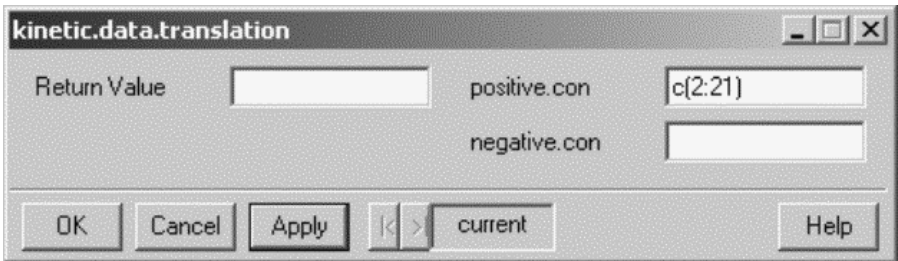 kinetic.data.translation
Return Value positive.con c(2:21)
negative.con
OK Cancel Apply |< >| current Help